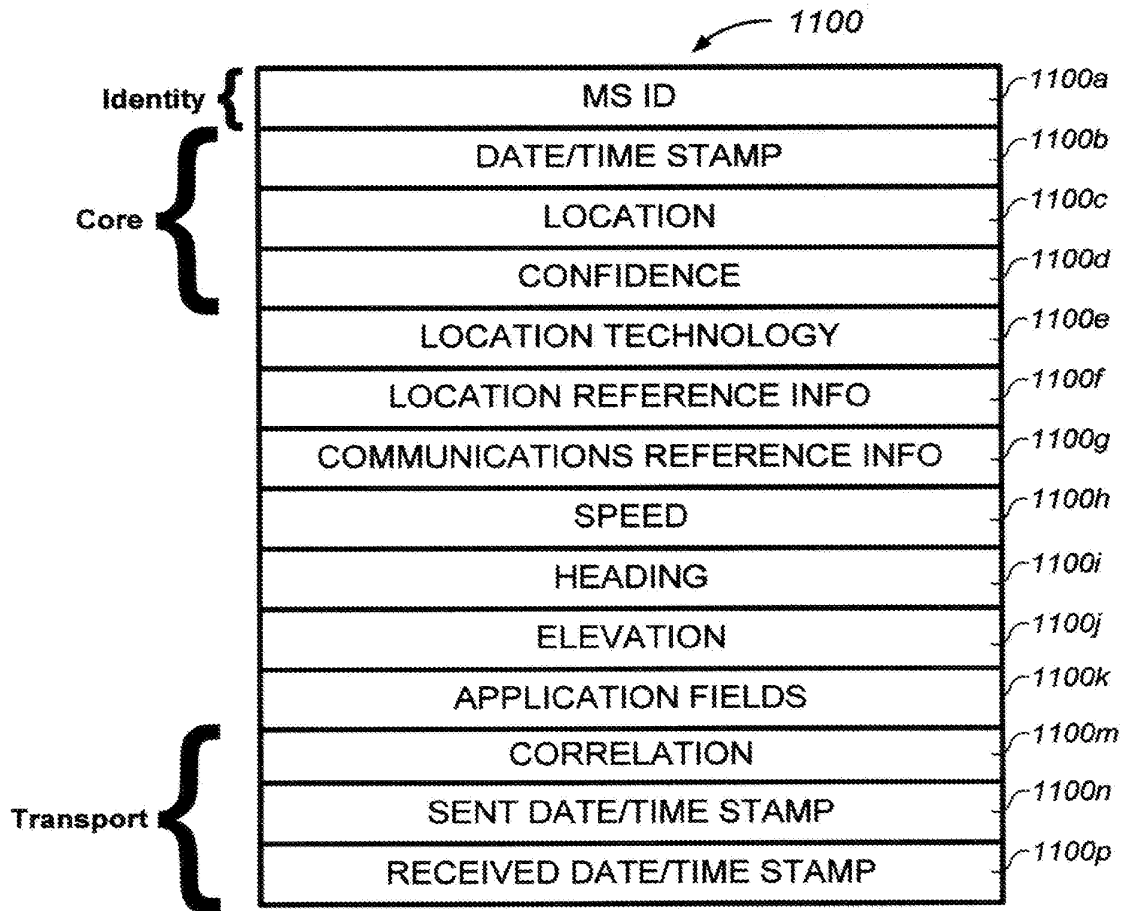 1100
Identity { MS ID 1100a
DATE/TIME STAMP 1100b
Core { LOCATION 1100c
CONFIDENCE 1100d
LOCATION TECHNOLOGY 1100e
LOCATION REFERENCE INFO 1100f
COMMUNICATIONS REFERENCE INFO 1100g
SPEED 1100h
HEADING 1100i
ELEVATION 1100j
APPLICATION FIELDS 1100k
CORRELATION 1100m
Transport { SENT DATE/TIME STAMP 1100n
RECEIVED DATE/TIME STAMP 1100p